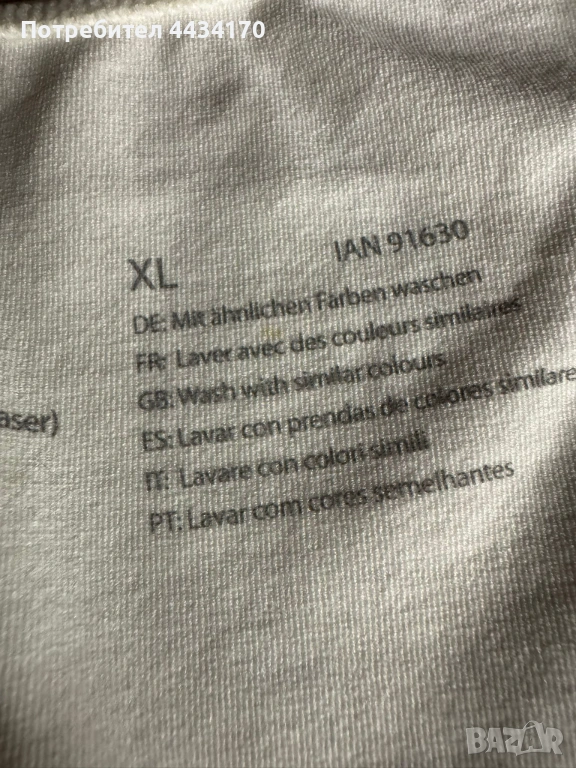 Потребител 4434170
XL IAN 91630
DE: Mit ähnlichen Farben waschen
FR: Laver avec des couleurs similaires
GB: Wash with similar colours
ES: Lavar con prendas de colores similare
IT: Lavare con colori simili
PT: Lavar com cores semelhantes
aser)
BAZAR